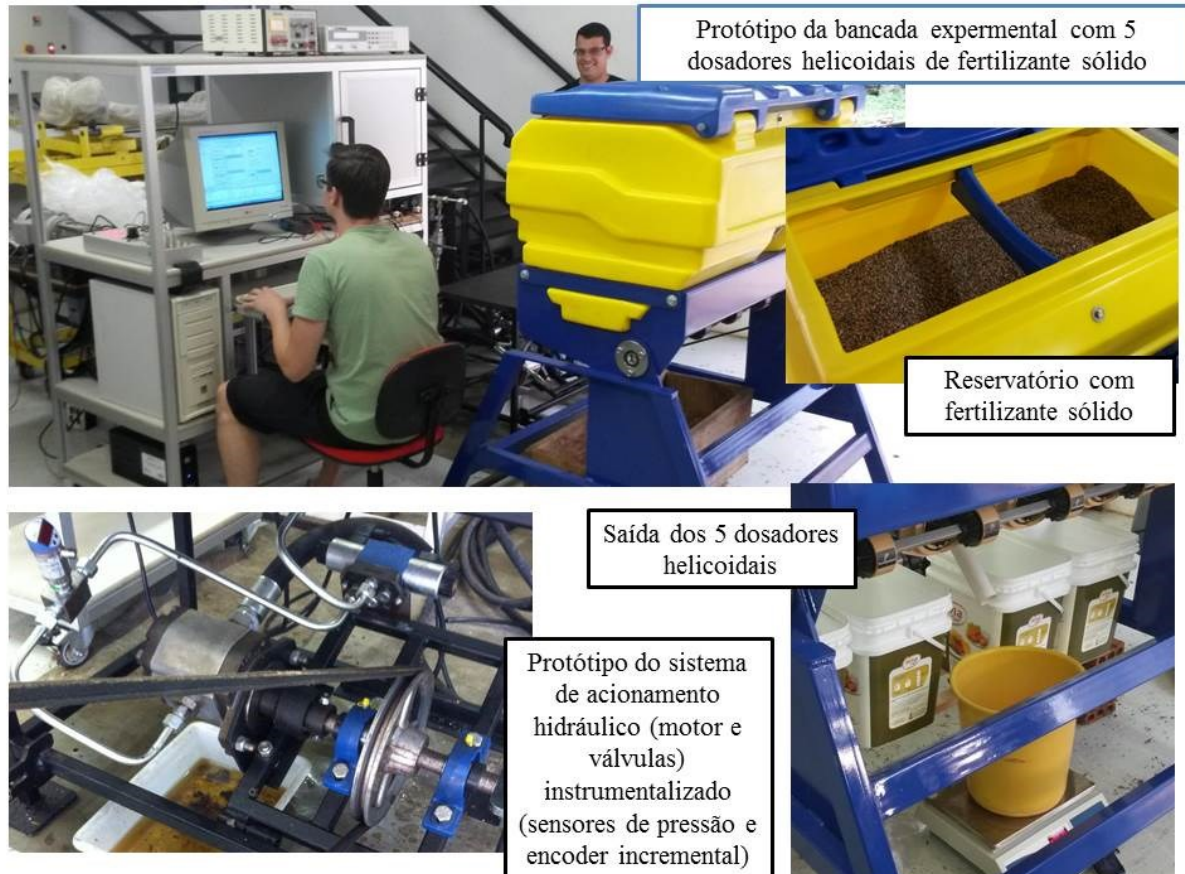 Protótipo da bancada expermental com 5
dosadores helicoidais de fertilizante sólido
Reservatório com
fertilizante sólido
Saída dos 5 dosadores
helicoidais
Protótipo do sistema
de acionamento
hidráulico (motor e
válvulas)
instrumentalizado
(sensores de pressão e
encoder incremental)